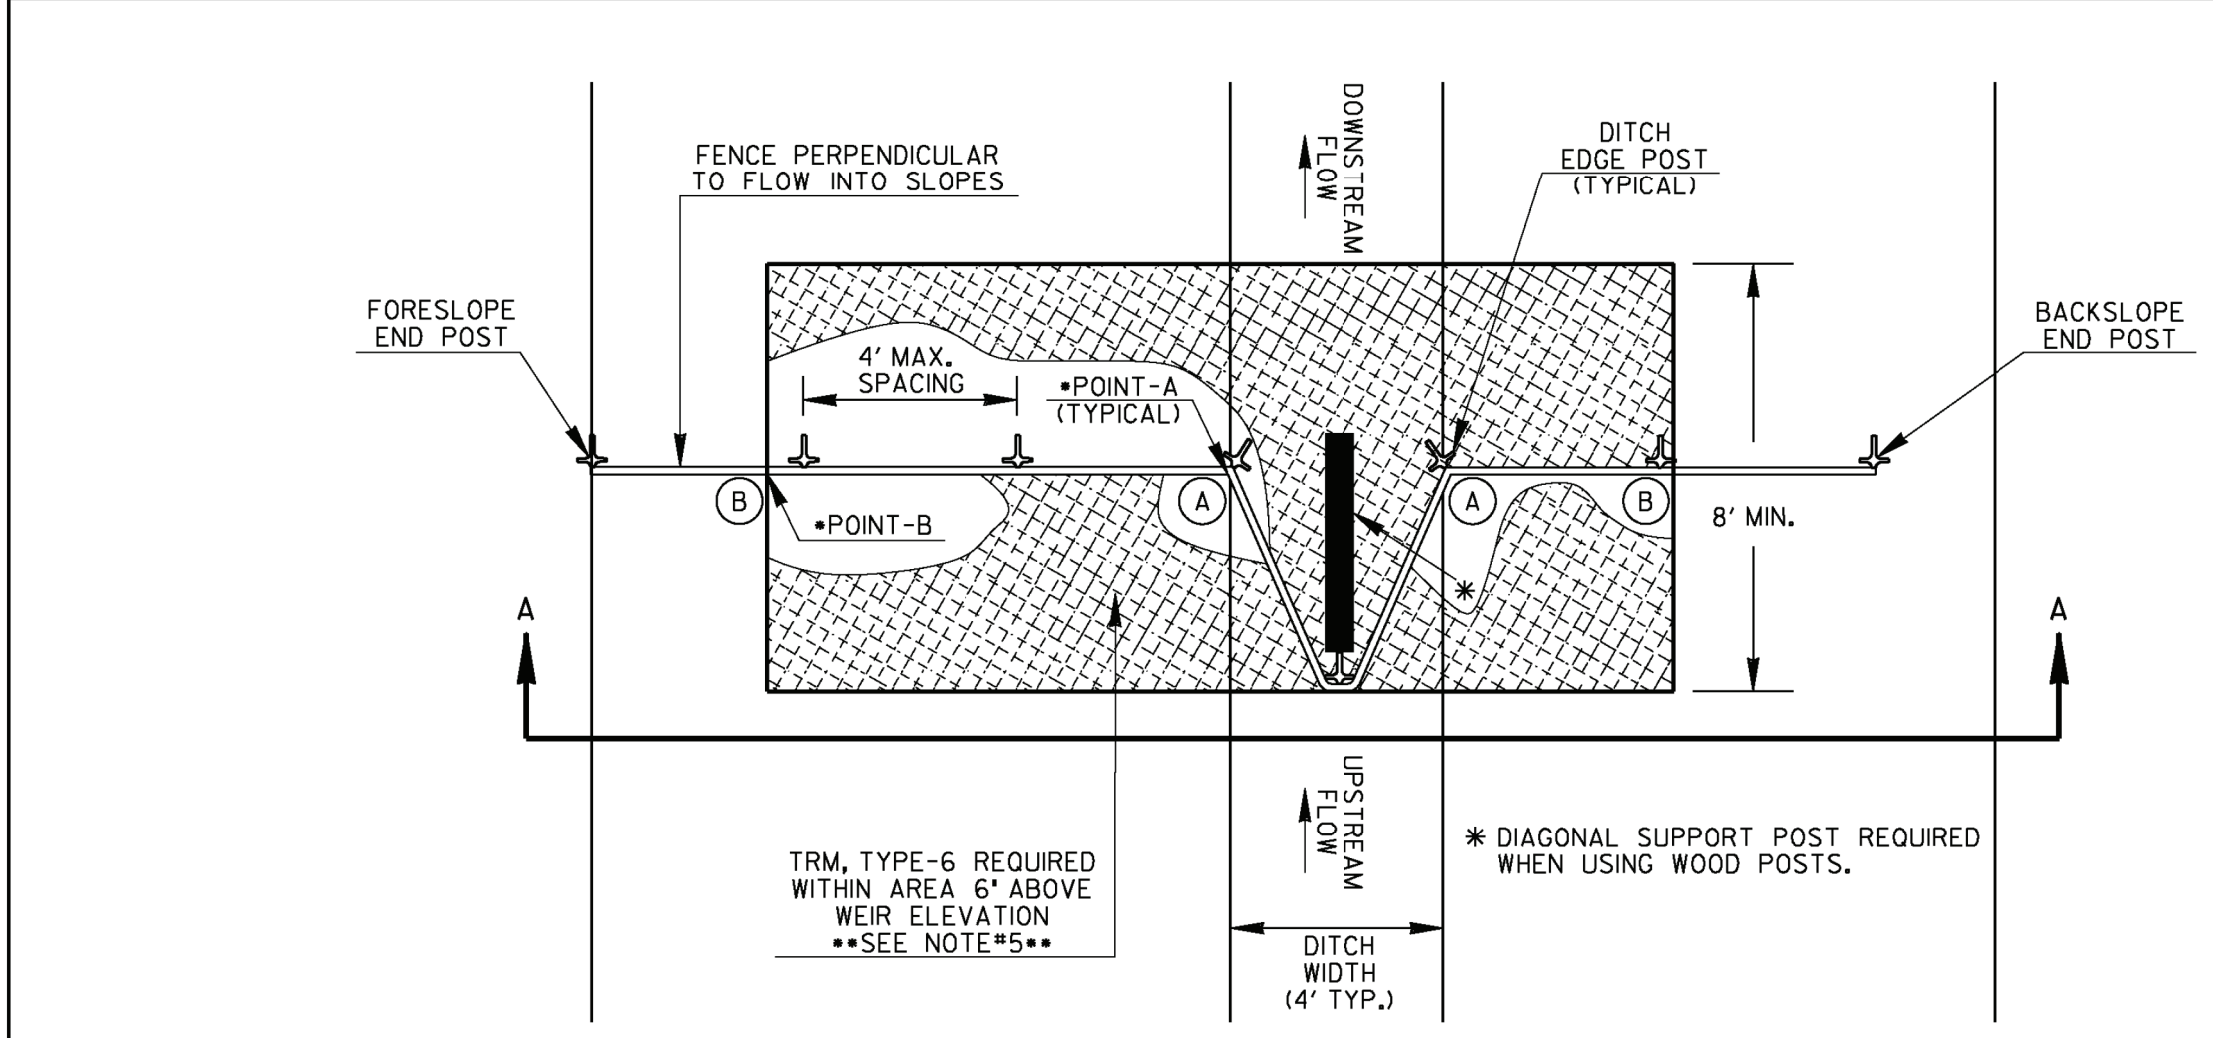 DOWNSTREAM
FLOW
DITCH
EDGE POST
(TYPICAL)
FENCE PERPENDICULAR
TO FLOW INTO SLOPES
FORESLOPE
END POST
BACKSLOPE
END POST
4' MAX.
SPACING
*POINT-A
(TYPICAL)
B
A
A
B
*POINT-B
8' MIN.
*
A
A
UPSTREAM
FLOW
* DIAGONAL SUPPORT POST REQUIRED
WHEN USING WOOD POSTS.
TRM, TYPE-6 REQUIRED
WITHIN AREA 6" ABOVE
WEIR ELEVATION
**SEE NOTE#5**
DITCH
WIDTH
(4' TYP.)